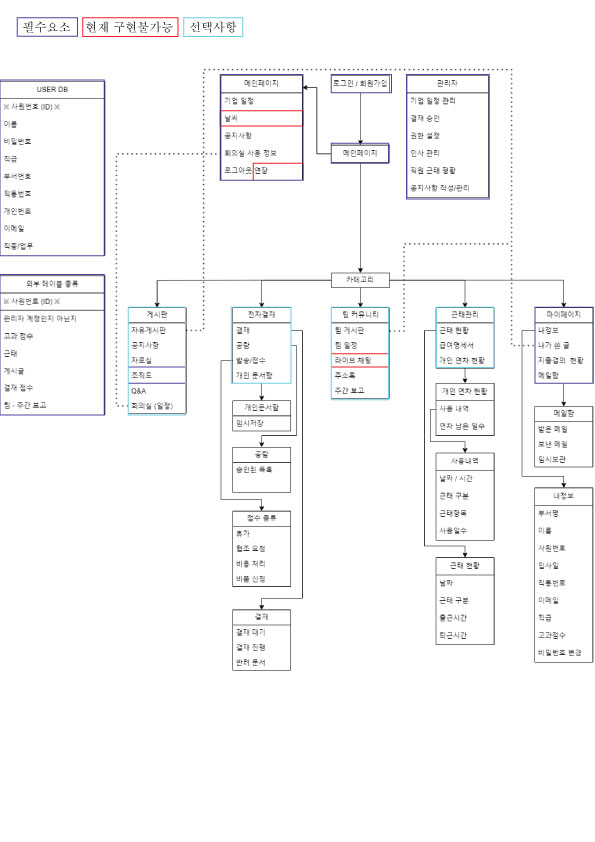 필수요소
현재 구현불가능
선택사항
USER DB
※ 사원번호 (ID) ※
이름
비밀번호
직급
부서번호
직통번호
개인번호
이메일
직종/업무
외부 테이블 종류
※ 사원번호 (ID) ※
관리자 계정인지 아닌지
고과 점수
근태
게시글
결재 접수
팀 - 주간 보고
메인페이지
기업 일정
날씨
공지사항
회의실 사용 정보
로그아웃 연장
로그인 / 회원가입
메인페이지
관리자
기업 일정 관리
결재 승인
권한 설정
인사 관리
직원 근태 현황
공지사항 작성/관리
카테고리
게시판
자유게시판
공지사항
자료실
조직도
Q&A
회의실 (일정)
전자결재
결재
공람
발송/접수
개인 문서함
개인문서함
임시저장
공람
승인된 목록
접수 종류
휴가
협조 요청
비용 처리
비품 신청
결재
결재 대기
결재 진행
반려 문서
팀 커뮤니티
팀 게시판
팀 일정
라이브 채팅
주소록
주간 보고
근태관리
근태 현황
급여명세서
개인 연차 현황
개인 연차 현황
사용 내역
연차 남은 일수
사용내역
날짜 / 시간
근태 구분
근태항목
사용일수
근태 현황
날짜
근태 구분
출근시간
퇴근시간
마이페이지
내정보
내가 쓴 글
지출결의 현황
메일함
메일함
받은 메일
보낸 메일
임시보관
내정보
부서명
이름
사원번호
입사일
직통번호
이메일
직급
고과점수
비밀번호 변경